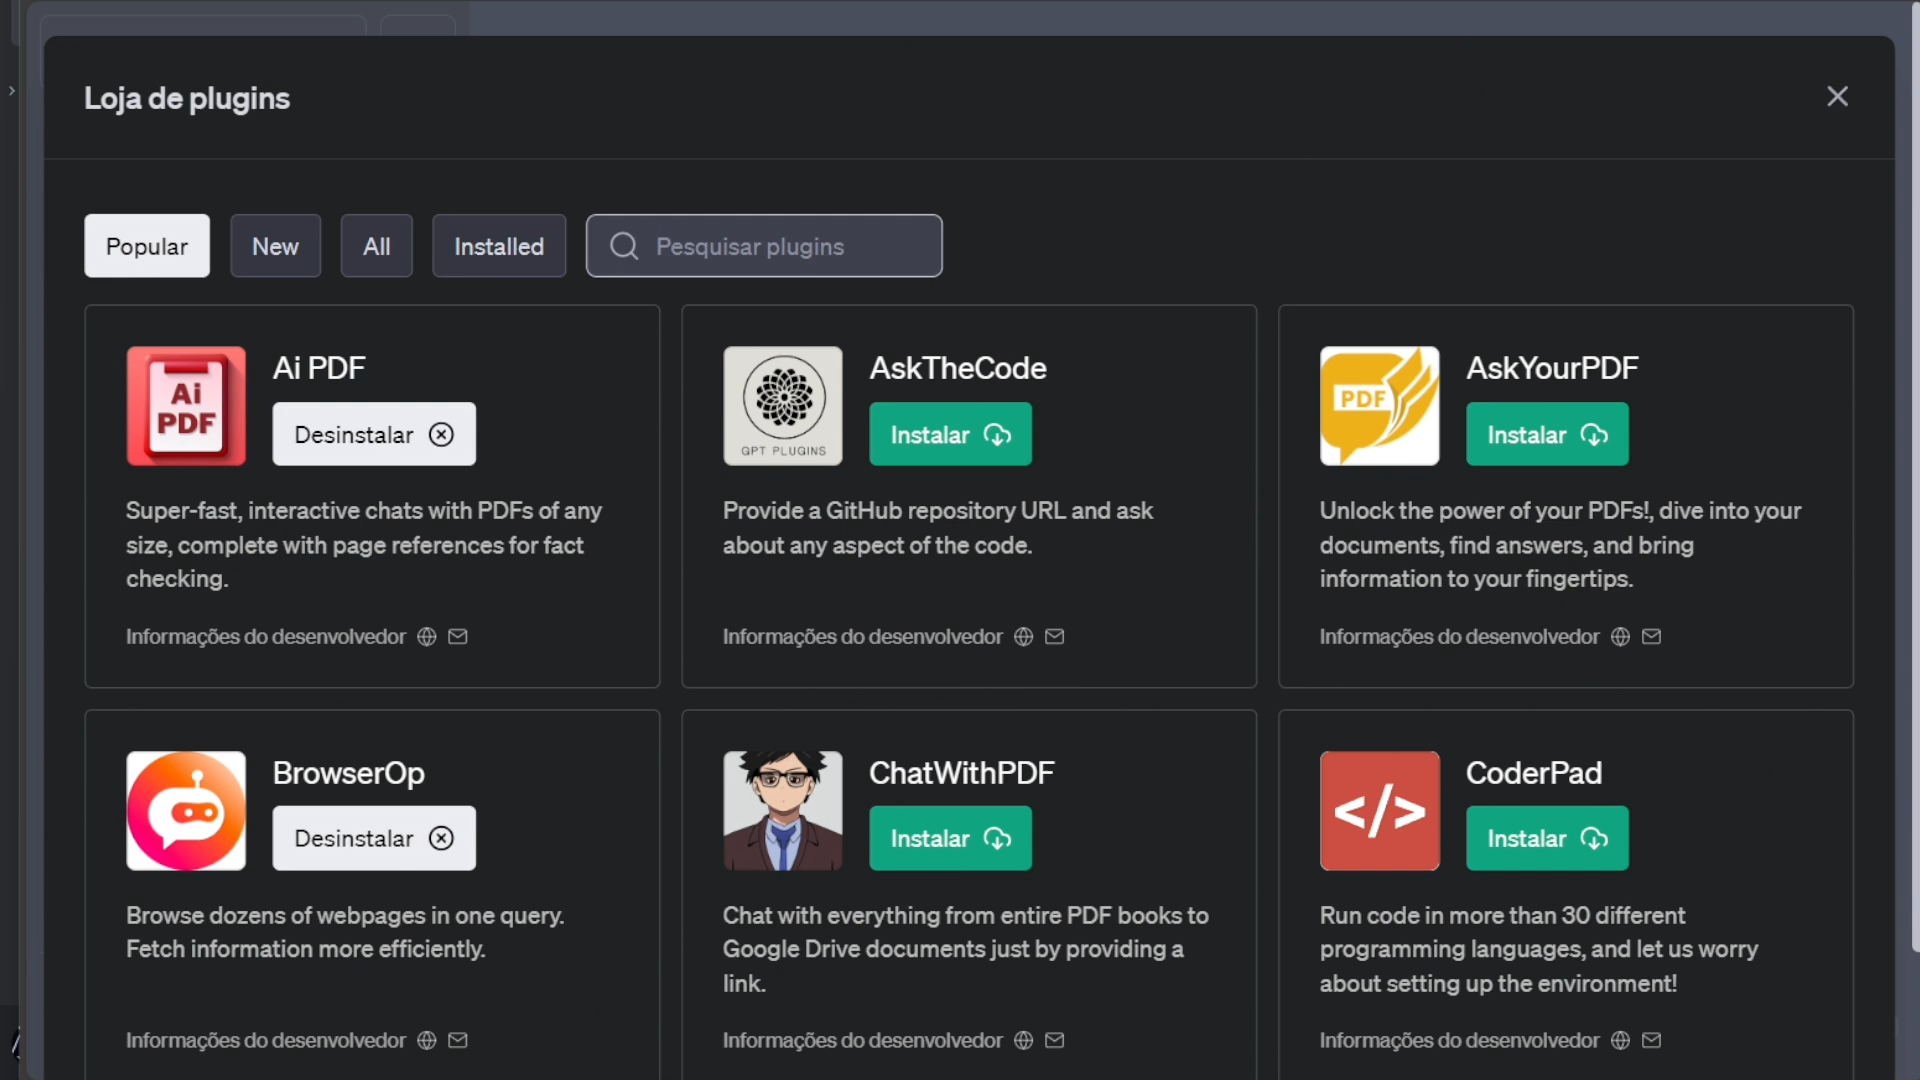 Loja de plugins
Popular
New
All
Installed
Pesquisar plugins
Ai
PDF
Ai PDF
Desinstalar
Super-fast, interactive chats with PDFs of any
size, complete with page references for fact
checking.
Informações do desenvolvedor
GPT PLUGINS
AskTheCode
Instalar
Provide a GitHub repository URL and ask
about any aspect of the code.
Informações do desenvolvedor
PDF
AskYourPDF
Instalar
Unlock the power of your PDFs!, dive into your
documents, find answers, and bring
information to your fingertips.
Informações do desenvolvedor
BrowserOp
Desinstalar
Browse dozens of webpages in one query.
Fetch information more efficiently.
Informações do desenvolvedor
ChatWithPDF
Instalar
Chat with everything from entire PDF books to
Google Drive documents just by providing a
link.
Informações do desenvolvedor
</>
CoderPad
Instalar
Run code in more than 30 different
programming languages, and let us worry
about setting up the environment!
Informações do desenvolvedor